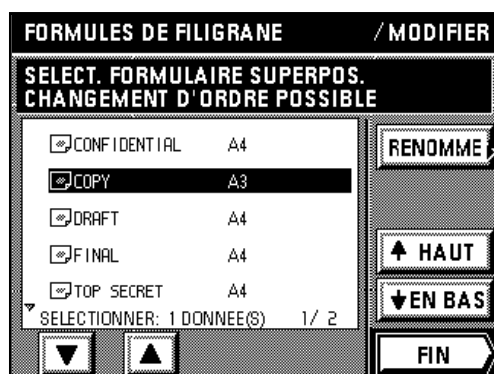 FORMULES DE FILIGRANE /MODIFIER
SELECT. FORMULAIRE SUPERPOS.
CHANGEMENT D'ORDRE POSSIBLE
CONFIDENTIAL A4
COPY A3
DRAFT A4
FINAL A4
TOP SECRET A4
SELECTIONNER: 1 DONNEE(S) 1/ 2
RENOMME
HAUT
EN BAS
FIN